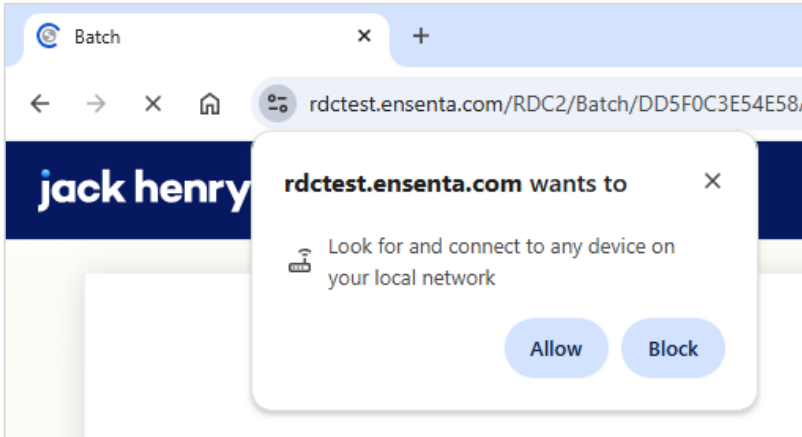 Batch
rdctest.ensenta.com/RDC2/Batch/DD5F0C3E54E58
jack henry
rdctest.ensenta.com wants to
Look for and connect to any device on
your local network
Allow
Block